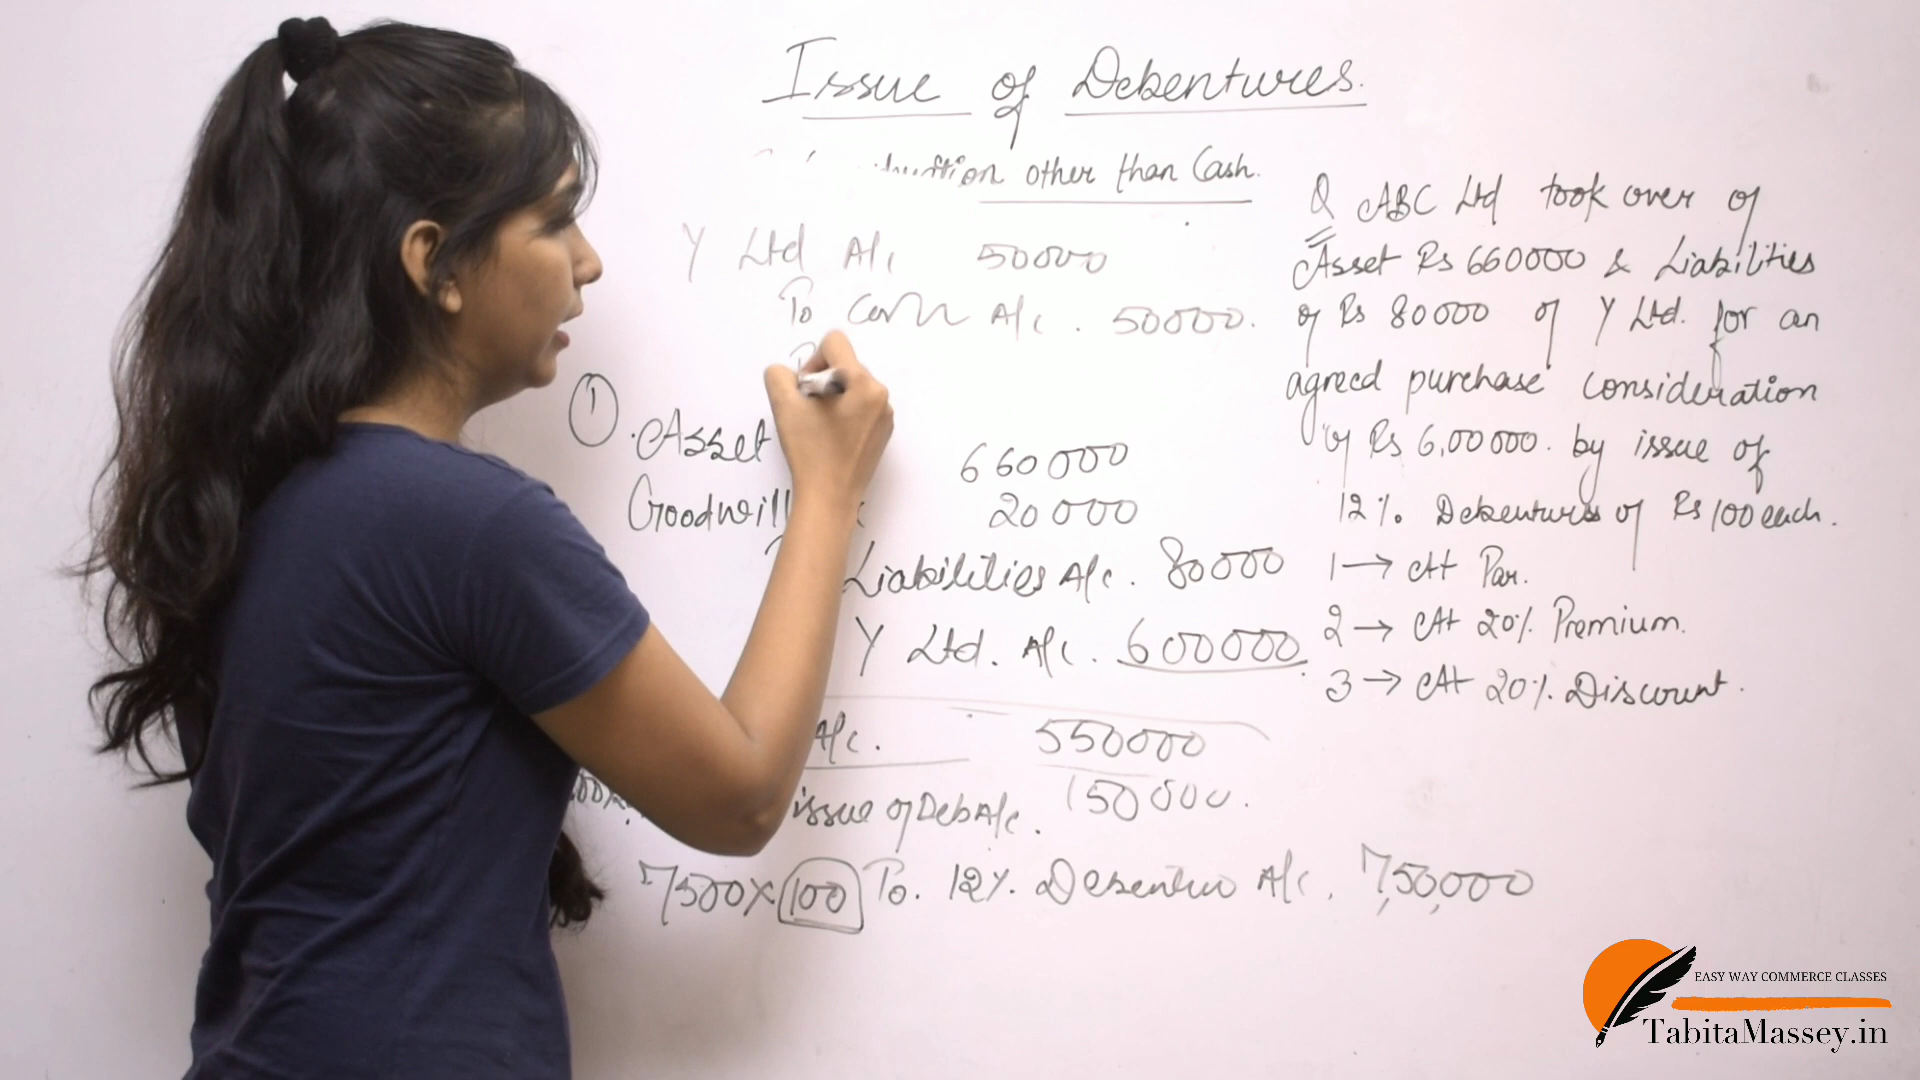 Issue of Debentures.
other than Cash.
Y Ltd A/c 50000
To Cash A/c. 50000.
① Asset 660000
Goodwill 20000
Liabilities A/c. 80000
Y Ltd. A/c. 600000.
A/c. 550000
issue of Deb A/c. 150000.
7500 x 100 To. 12%. Debentur A/c. 7,50,000
Q ABC Ltd took over of
Asset Rs 660000 & Liabilities
of Rs 80000 of Y Ltd. for an
agreed purchase consideration
of Rs 6,00000. by issue of
12%. Debentures of Rs 100 each.
1 → At Par.
2 → At 20%. Premium.
3 → At 20%. Discount.
EASY WAY COMMERCE CLASSES
TabitaMassey.in